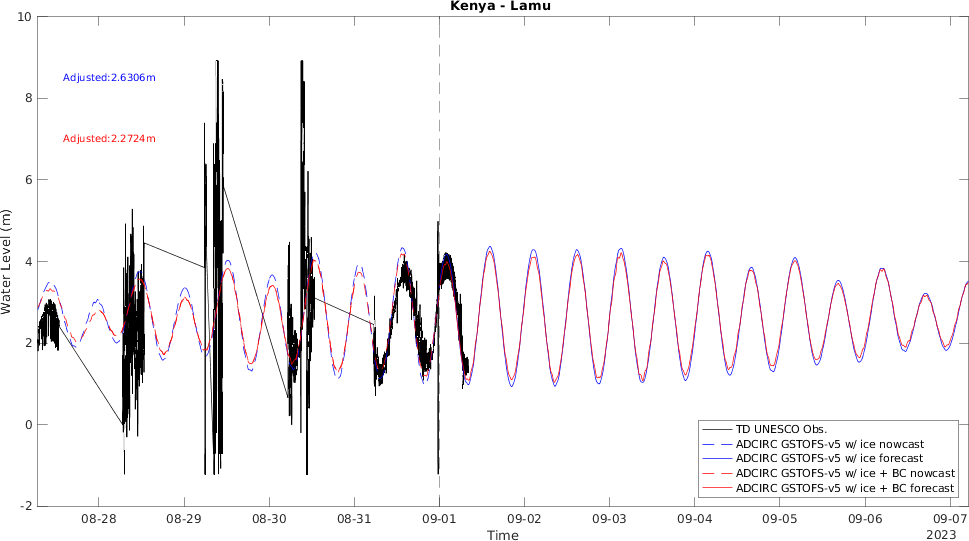 Kenya - Lamu
10
8
6
4
2
0
-2
Water Level (m)
Adjusted:2.6306m
Adjusted:2.2724m
TD UNESCO Obs.
ADCIRC GSTOFS-v5 w/ ice nowcast
ADCIRC GSTOFS-v5 w/ ice forecast
ADCIRC GSTOFS-v5 w/ ice + BC nowcast
ADCIRC GSTOFS-v5 w/ ice + BC forecast
08-28 08-29 08-30 08-31 09-01 09-02 09-03 09-04 09-05 09-06 09-07
Time
2023